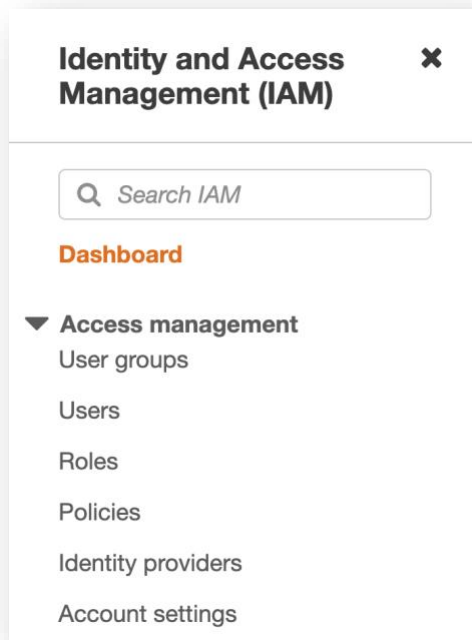 Identity and Access
Management (IAM)
Search IAM
Dashboard
Access management
User groups
Users
Roles
Policies
Identity providers
Account settings